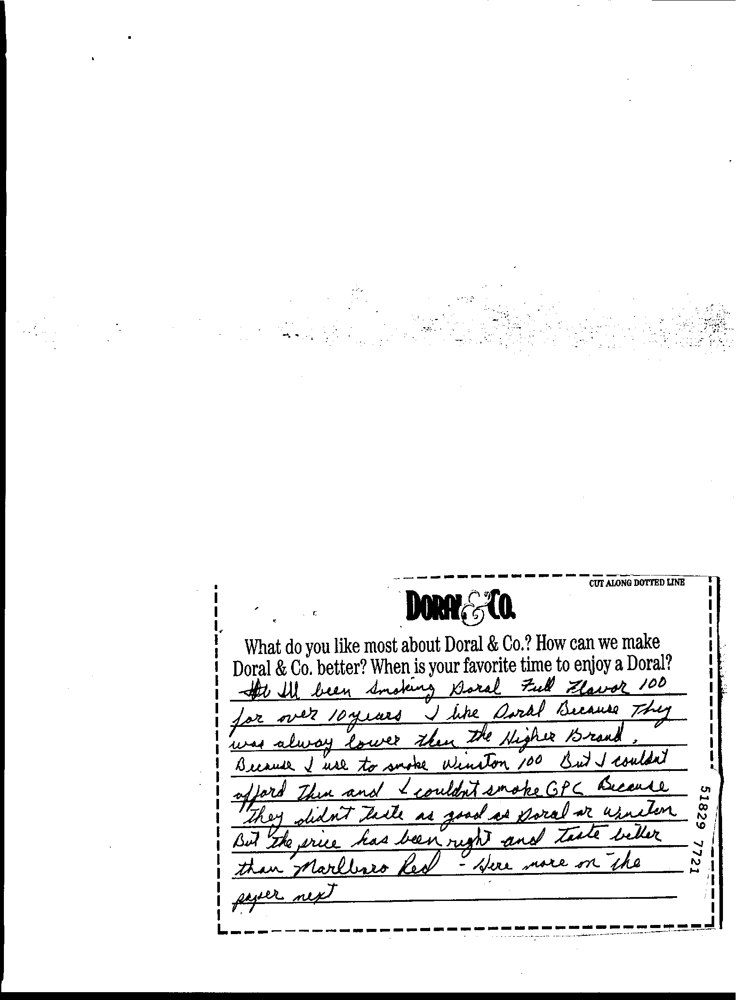 CUT ALONG DOTTED LINE
DORAL & CO.
What do you like most about Doral & Co.? How can we make
Doral & Co. better? When is your favorite time to enjoy a Doral?
I'll been smoking Doral Full Flavor 100
for over 10 years I like Doral Because They
was alway lower then the Higher Brand,
Because I use to smoke Winston 100 But I couldnt
afford Them and I couldnt smoke GPC Because
They didn't Taste as good as Doral or winston
But the price has been right and Taste better
than Marlboro Red - Here more on the
paper next
51829 7721